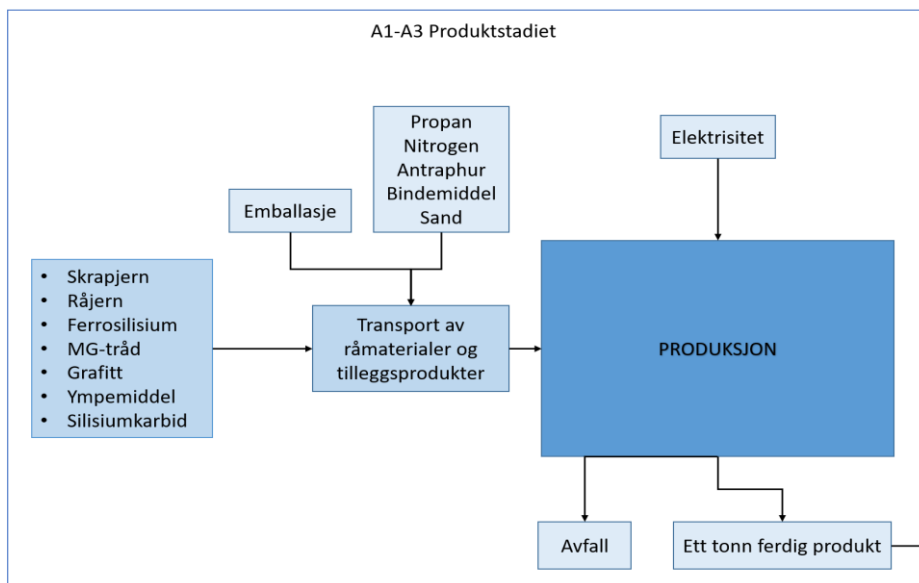 A1-A3 Produktstadiet
Propan
Nitrogen
Antraphur
Bindemiddel
Sand
Elektrisitet
Emballasje
• Skrapjern
• Råjern
• Ferrosilisium
• MG-tråd
• Grafitt
• Ympemiddel
• Silisiumkarbid
Transport av
råmaterialer og
tilleggsprodukter
PRODUKSJON
Avfall
Ett tonn ferdig produkt